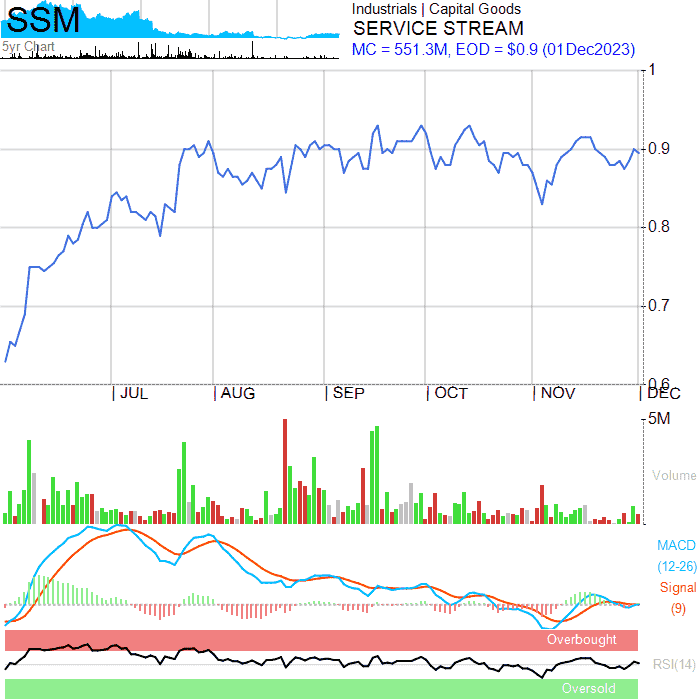 SSM
5yr Chart
Industrials | Capital Goods
SERVICE STREAM
MC = 551.3M, EOD = $0.9 (01Dec2023)
1
0.9
0.8
0.7
0.6
| JUL | AUG | SEP | OCT | NOV | DEC
5M
Volume
MACD
(12-26)
Signal
(9)
Overbought
RSI(14)
Oversold